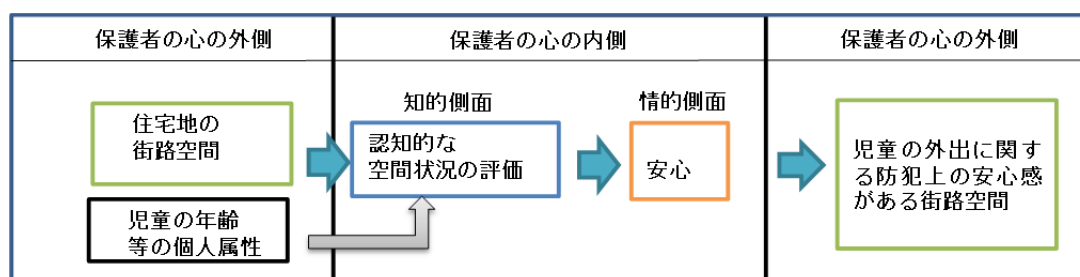 保護者の心の外側
保護者の心の内側
保護者の心の外側
知的側面
情的側面
住宅地の
街路空間
認知的な
空間状況の評価
安心
児童の外出に関す
る防犯上の安心感
がある街路空間
児童の年齢
等の個人属性